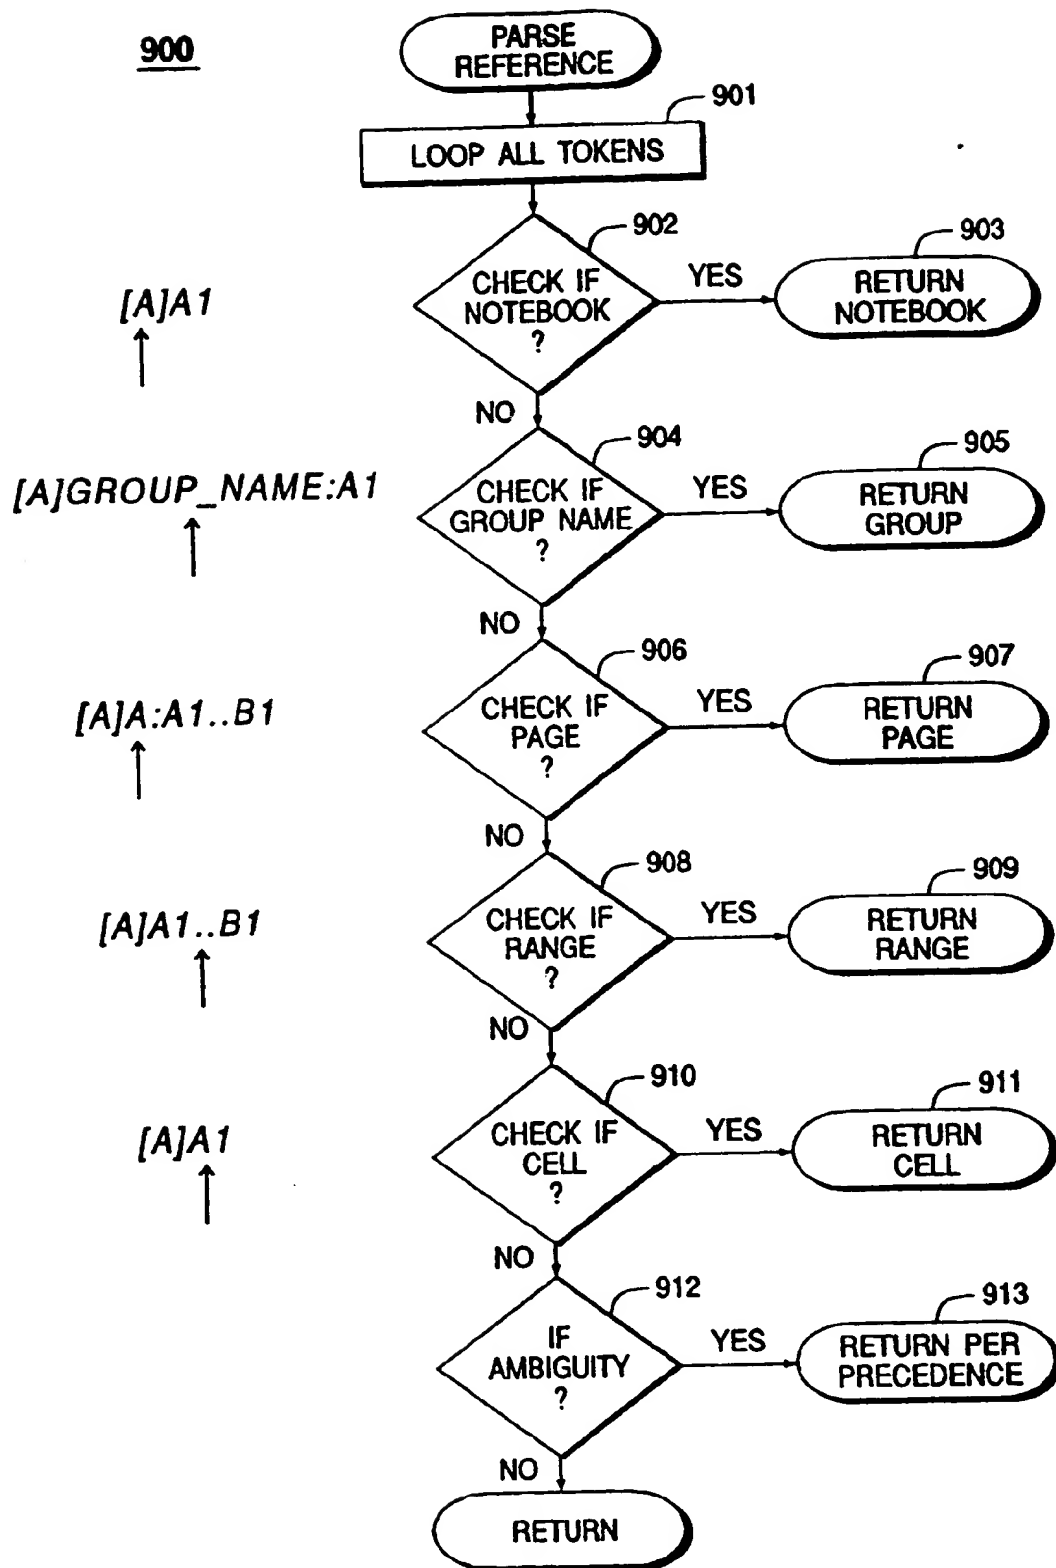 900
PARSE
REFERENCE
901
LOOP ALL TOKENS
902
903
[A]A1
CHECK IF
NOTEBOOK
?
YES
RETURN
NOTEBOOK
NO
904
905
[A]GROUP_NAME:A1
CHECK IF
GROUP NAME
?
YES
RETURN
GROUP
NO
906
907
[A]A:A1..B1
CHECK IF
PAGE
?
YES
RETURN
PAGE
NO
908
909
[A]A1..B1
CHECK IF
RANGE
?
YES
RETURN
RANGE
NO
910
911
[A]A1
CHECK IF
CELL
?
YES
RETURN
CELL
NO
912
913
IF
AMBIGUITY
?
YES
RETURN PER
PRECEDENCE
NO
RETURN